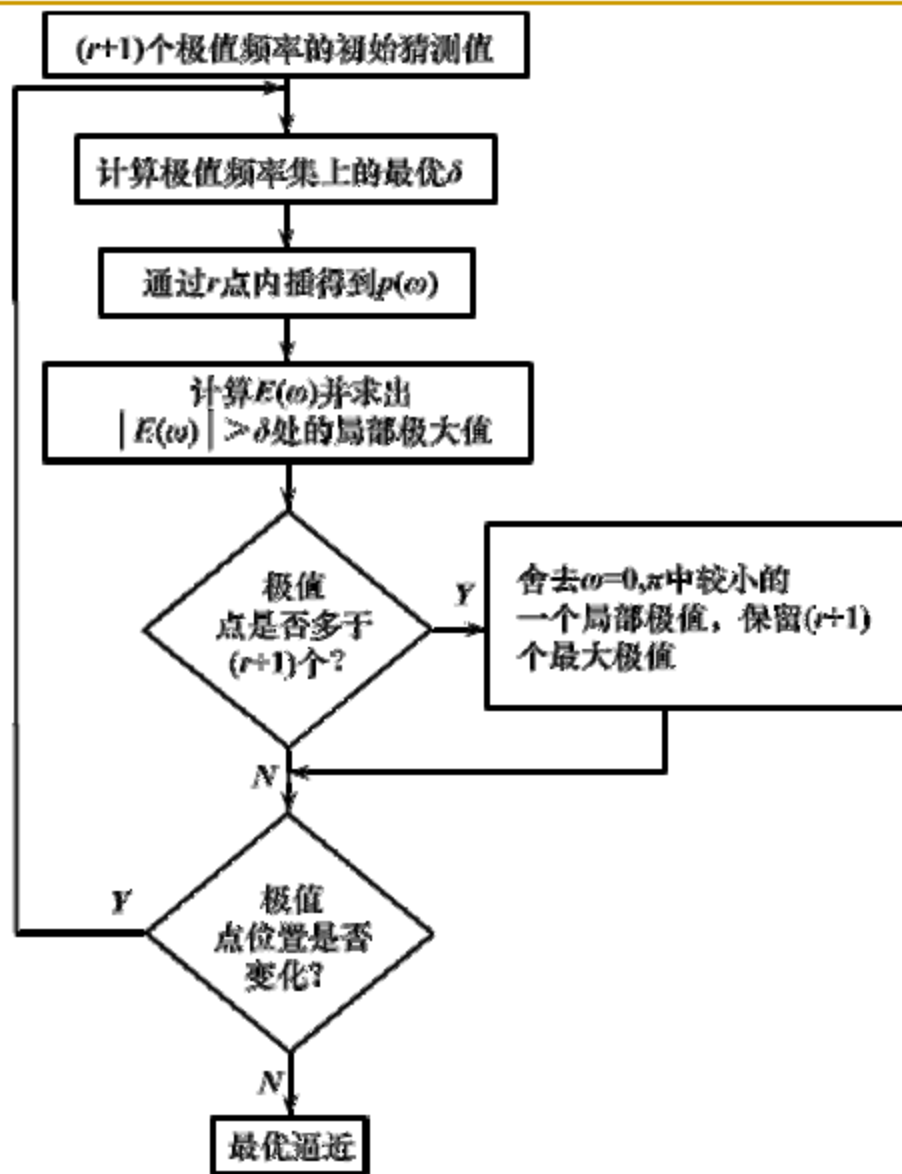 (r+1)个极值频率的初始猜测值
计算极值频率集上的最优δ
通过r点内插得到p(ω)
计算E(ω)并求出
|E(ω)|≥δ处的局部极大值
极值
点是否多于
(r+1)个?
Y
舍去ω=0,π中较小的
一个局部极值，保留(r+1)
个最大极值
N
极值
点位置是否
变化?
Y
N
最优逼近